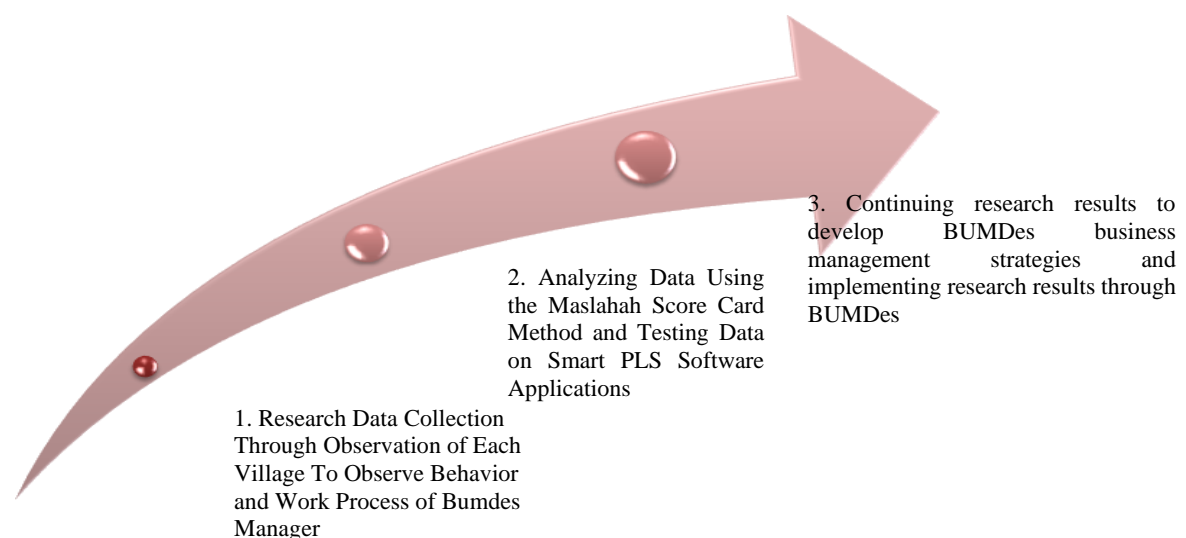 1. Research Data Collection
Through Observation of Each
Village To Observe Behavior
and Work Process of Bumdes
Manager
2. Analyzing Data Using
the Maslahah Score Card
Method and Testing Data
on Smart PLS Software
Applications
3. Continuing research results to
develop BUMDes business
management strategies and
implementing research results through
BUMDes